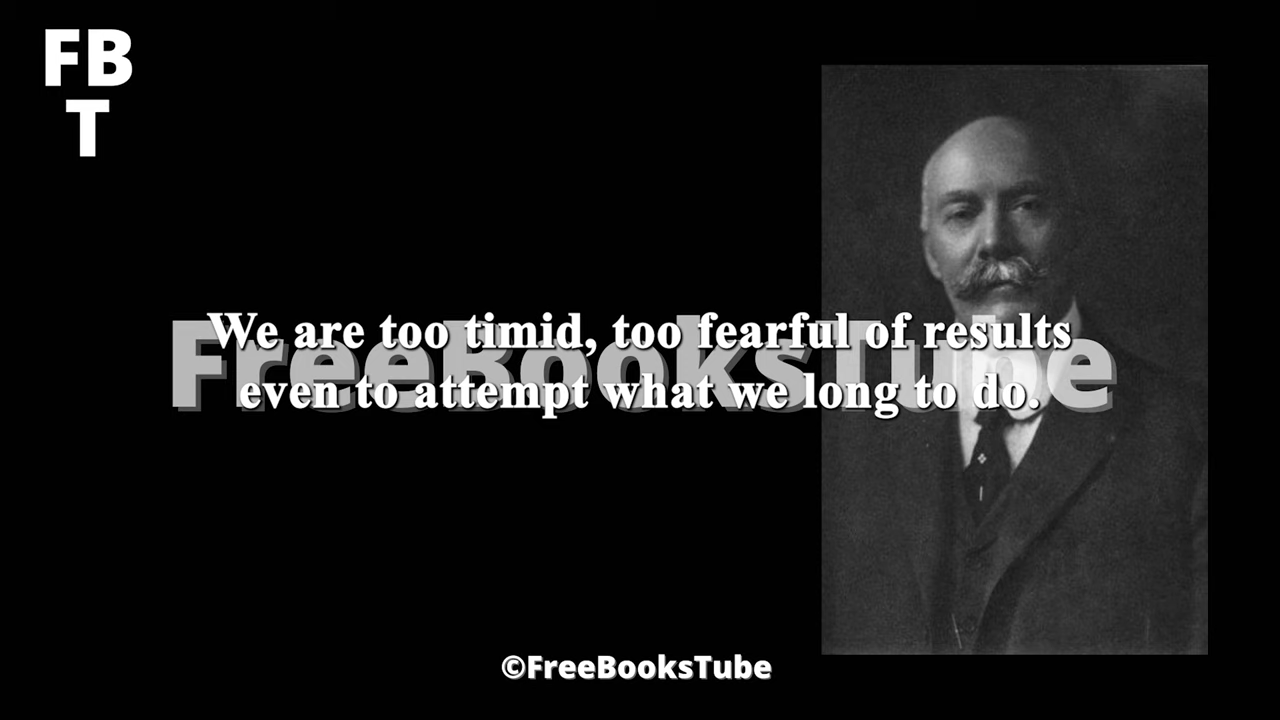 FB
T
We are too timid, too fearful of results
FreeBooksTube
even to attempt what we long to do.
©FreeBooksTube